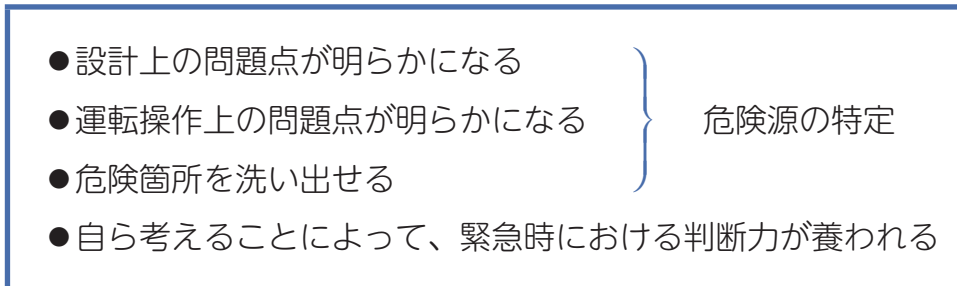 ●設計上の問題点が明らかになる
●運転操作上の問題点が明らかになる 危険源の特定
●危険箇所を洗い出せる
●自ら考えることによって、緊急時における判断力が養われる